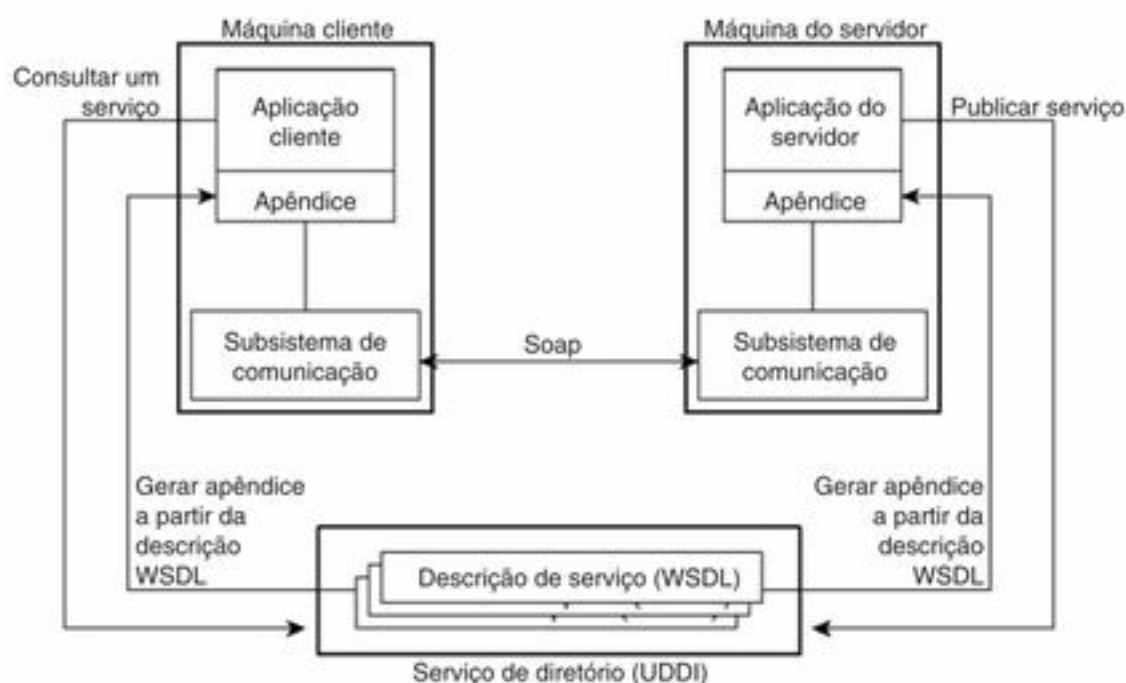 Máquina cliente
Máquina do servidor
Consultar um
serviço
Aplicação
cliente
Aplicação do
servidor
Publicar serviço
Apêndice
Apêndice
Subsistema de
comunicação
Soap
Subsistema de
comunicação
Gerar apêndice
a partir da
descrição
WSDL
Gerar apêndice
a partir da
descrição
WSDL
Descrição de serviço (WSDL)
Serviço de diretório (UDDI)